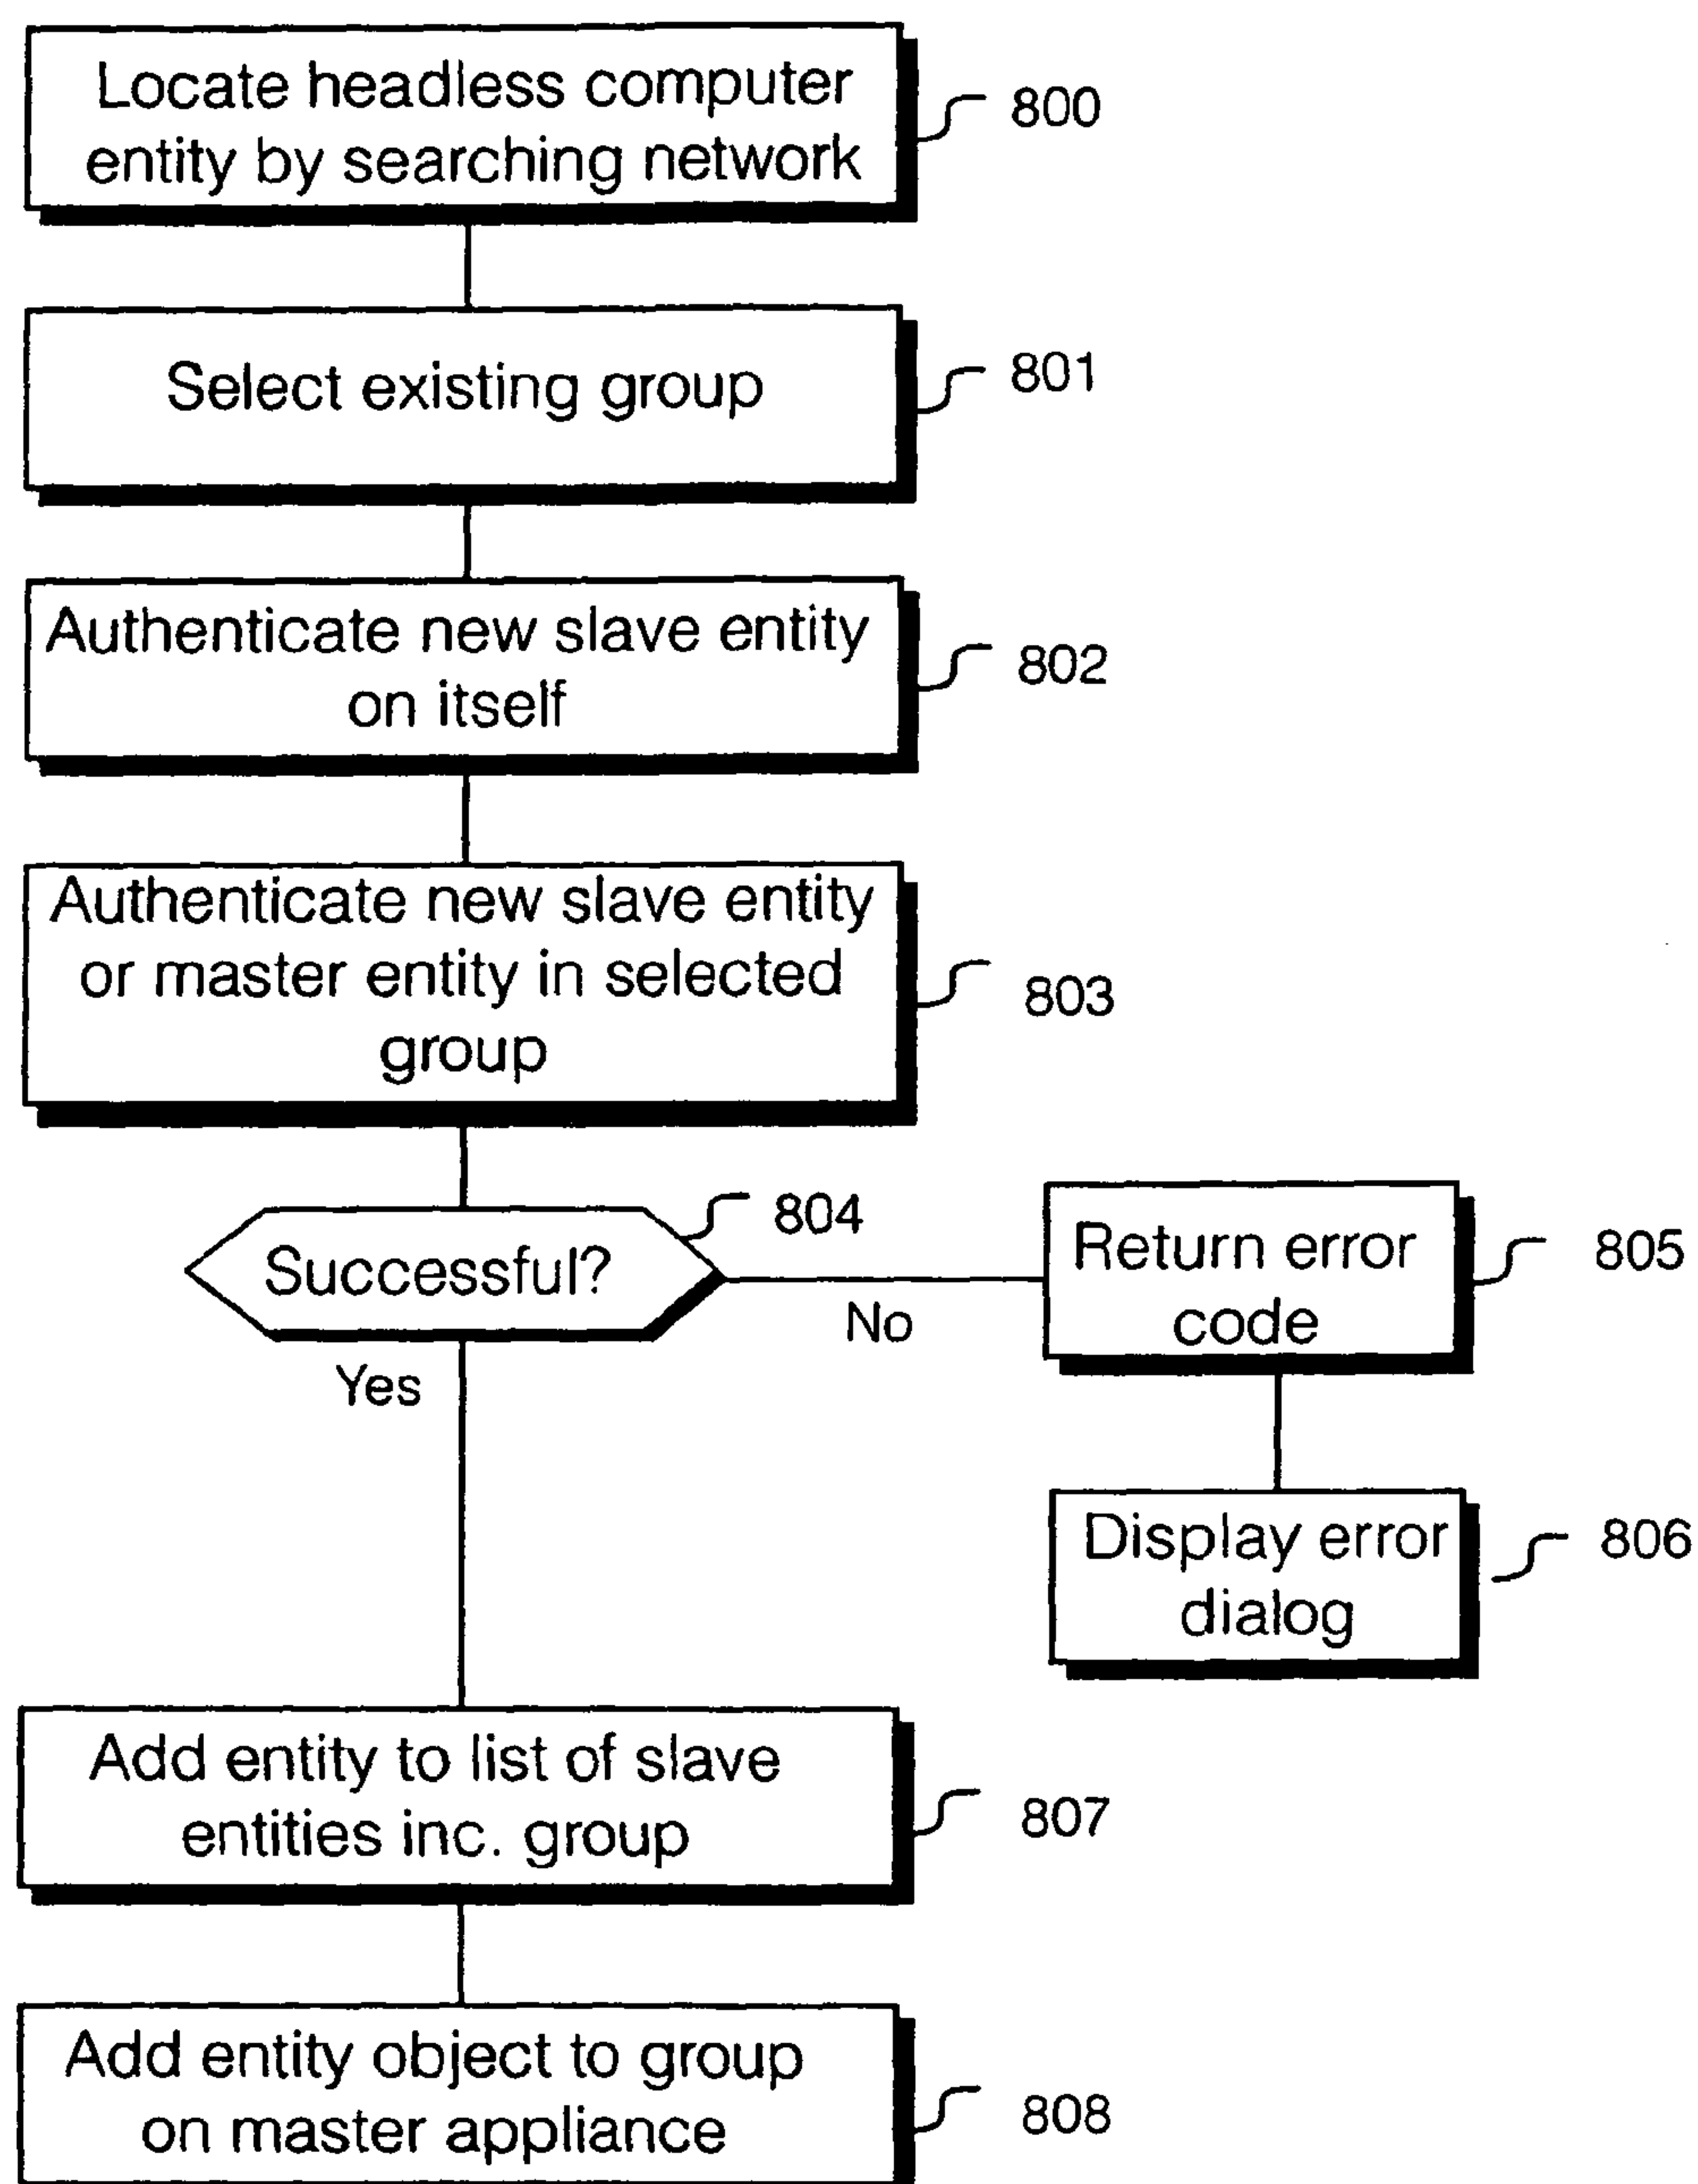 Locate headless computer
entity by searching network
800
Select existing group
801
Authenticate new slave entity
on itself
802
Authenticate new slave entity
or master entity in selected
group
803
Successful?
804
No
Yes
Return error
code
805
Display error
dialog
806
Add entity to list of slave
entities inc. group
807
Add entity object to group
on master appliance
808